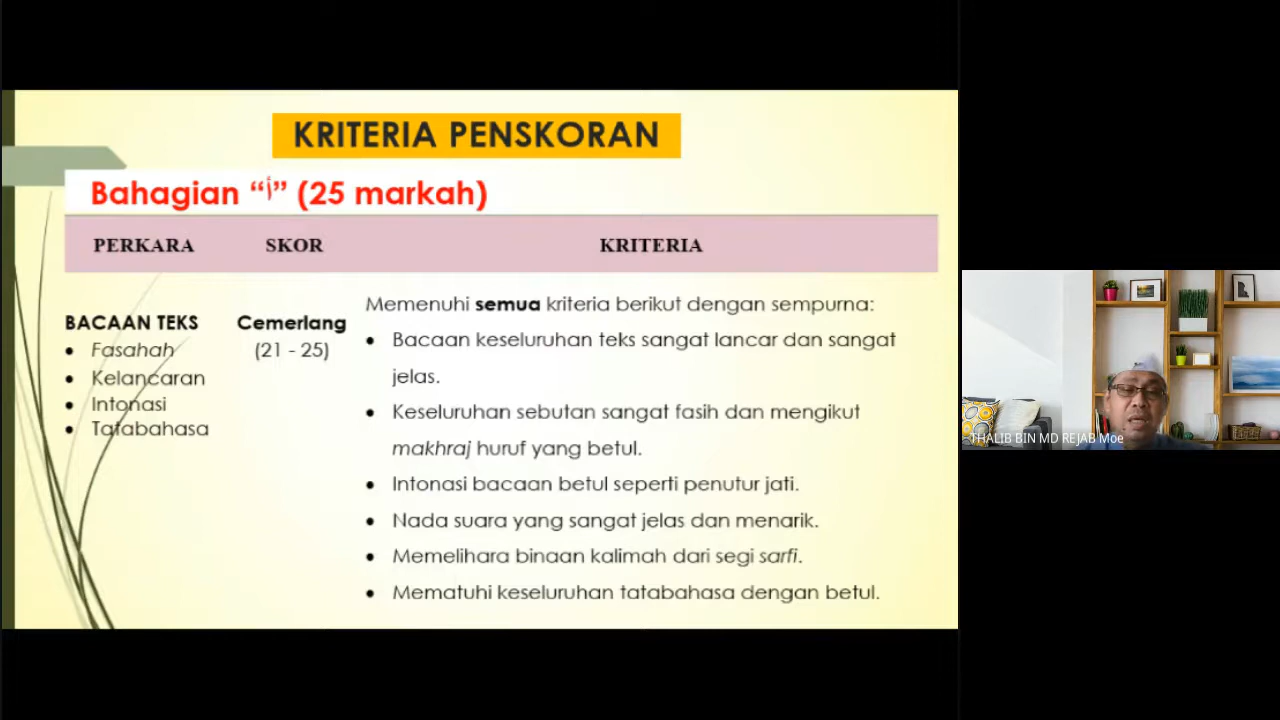 KRITERIA PENSKORAN
Bahagian “أ” (25 markah)
PERKARA SKOR KRITERIA
BACAAN TEKS
• Fasahah
• Kelancaran
• Intonasi
• Tatabahasa
Cemerlang
(21 - 25)
Memenuhi semua kriteria berikut dengan sempurna:
• Bacaan keseluruhan teks sangat lancar dan sangat
jelas.
• Keseluruhan sebutan sangat fasih dan mengikut
makhraj huruf yang betul.
• Intonasi bacaan betul seperti penutur jati.
• Nada suara yang sangat jelas dan menarik.
• Memelihara binaan kalimah dari segi sarfi.
• Mematuhi keseluruhan tatabahasa dengan betul.
THALIB BIN MD REJAB Moe